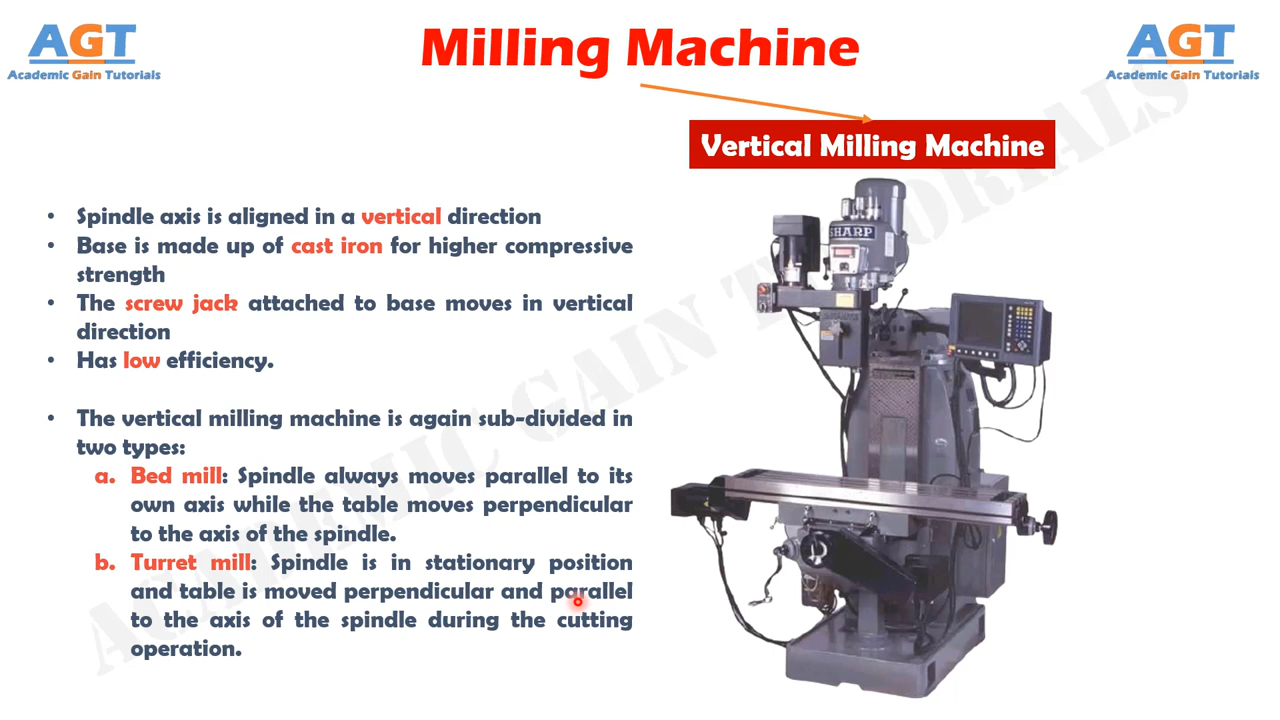 AGT
Academic Gain Tutorials
Milling Machine
AGT
Academic Gain Tutorials
Vertical Milling Machine
• Spindle axis is aligned in a vertical direction
• Base is made up of cast iron for higher compressive
strength
• The screw jack attached to base moves in vertical
direction
• Has low efficiency.
• The vertical milling machine is again sub-divided in
two types:
a. Bed mill: Spindle always moves parallel to its
own axis while the table moves perpendicular
to the axis of the spindle.
b. Turret mill: Spindle is in stationary position
and table is moved perpendicular and parallel
to the axis of the spindle during the cutting
operation.
SHARP
ACADEMIC GAIN TUTORIALS